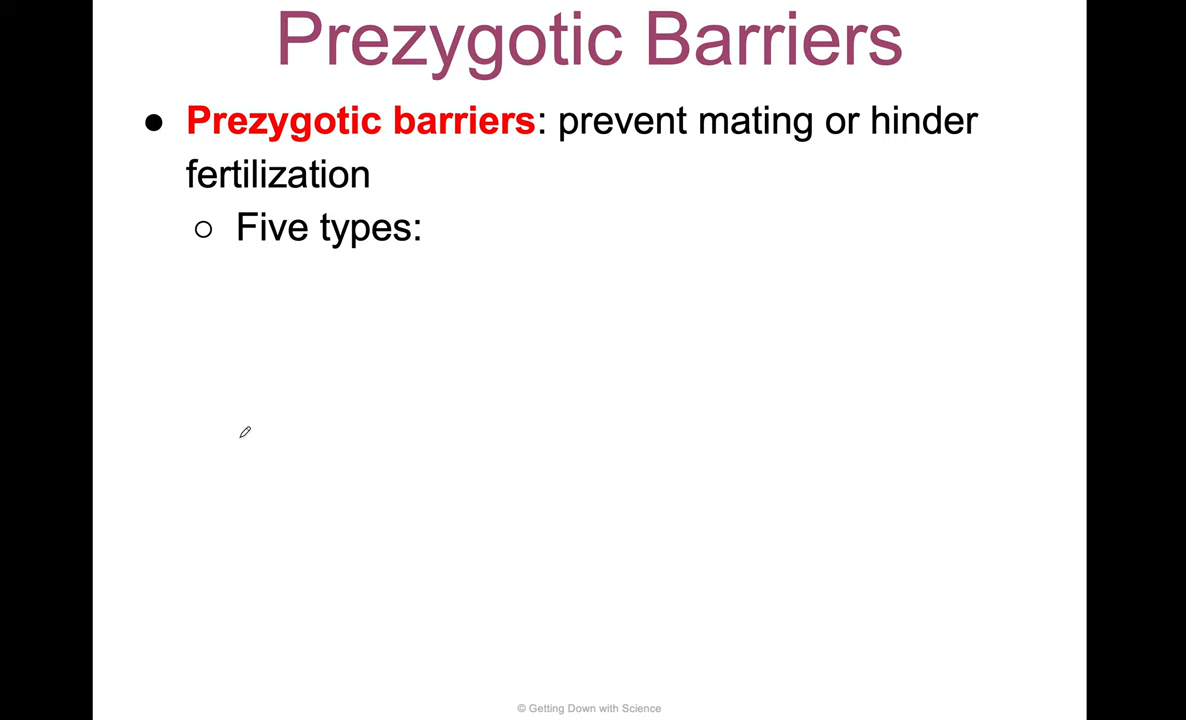 Prezygotic Barriers
● Prezygotic barriers: prevent mating or hinder
fertilization
○ Five types:
© Getting Down with Science